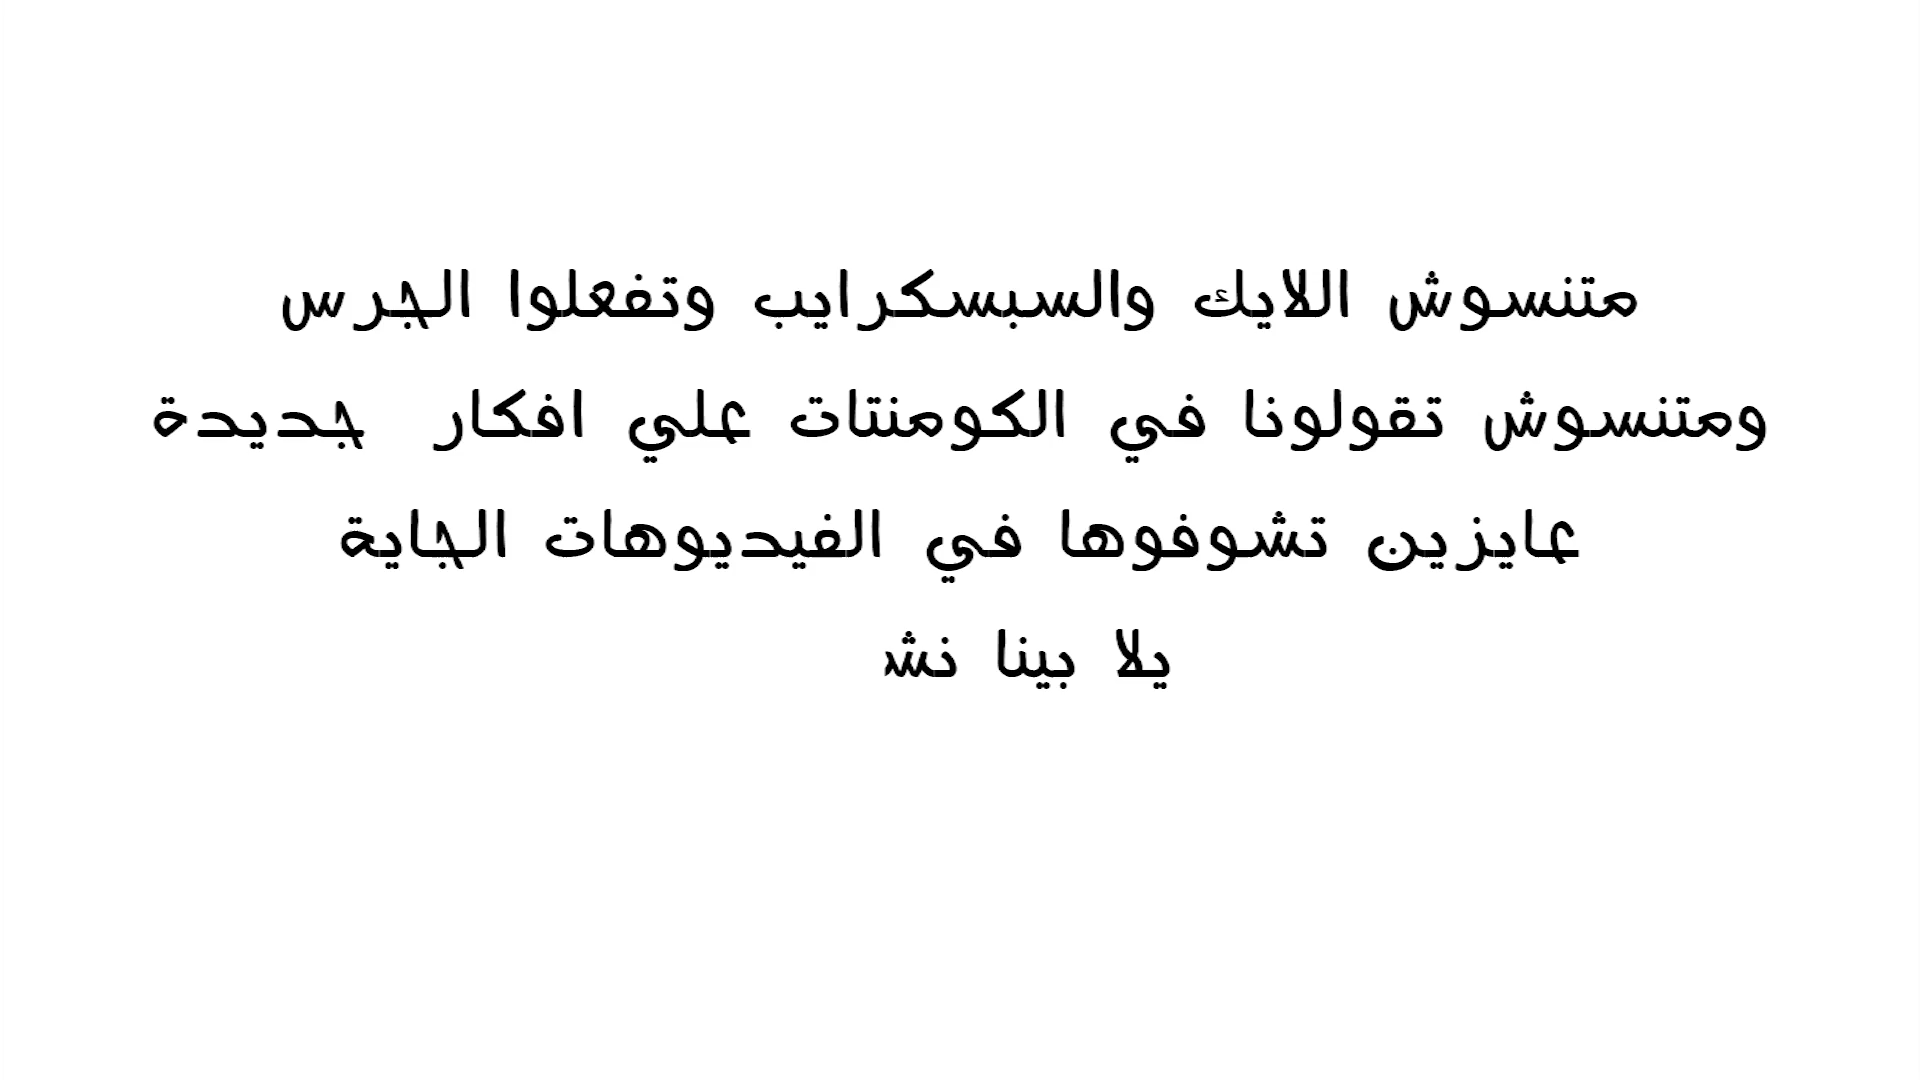 متنسوش اللايك والسبسكرايب وتفعلوا الجرس
ومتنسوش تقولونا في الكومنتات علي افكار جديدة
عايزين تشوفوها في الفيديوهات الجاية
يلا بينا نش